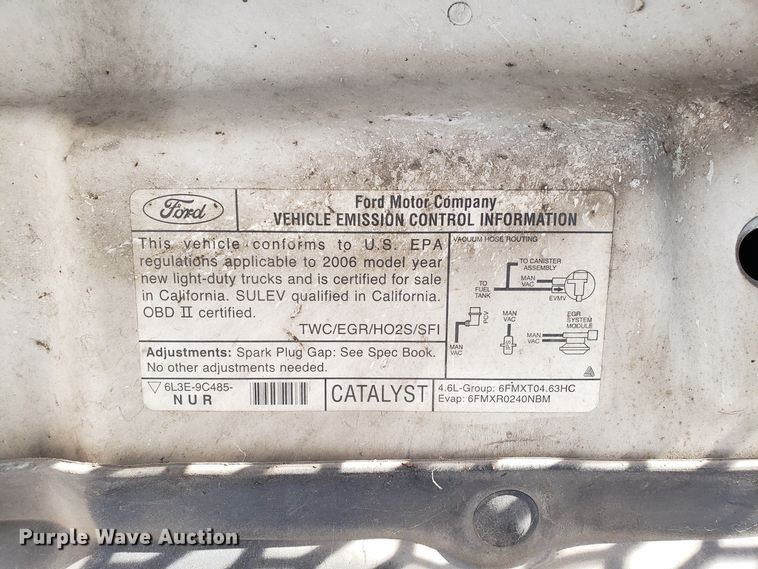 Ford
Ford Motor Company
VEHICLE EMISSION CONTROL INFORMATION
This vehicle conforms to U.S. EPA
regulations applicable to 2006 model year
new light-duty trucks and is certified for sale
in California. SULEV qualified in California.
OBD II certified.
TWC/EGR/HO2S/SFI
VACUUM HOSE ROUTING
TO CANISTER
ASSEMBLY
TO
FUEL
TANK
MAN
VAC
EVMV
PCV
MAN
VAC
MAN
VAC
FPS
MAN
VAC
EGR
SYSTEM
MODULE
Adjustments: Spark Plug Gap: See Spec Book.
No other adjustments needed.
6L3E-9C485-
NUR
CATALYST
4.6L-Group: 6FMXT04.63HC
Evap: 6FMXR0240NBM
Purple Wave Auction